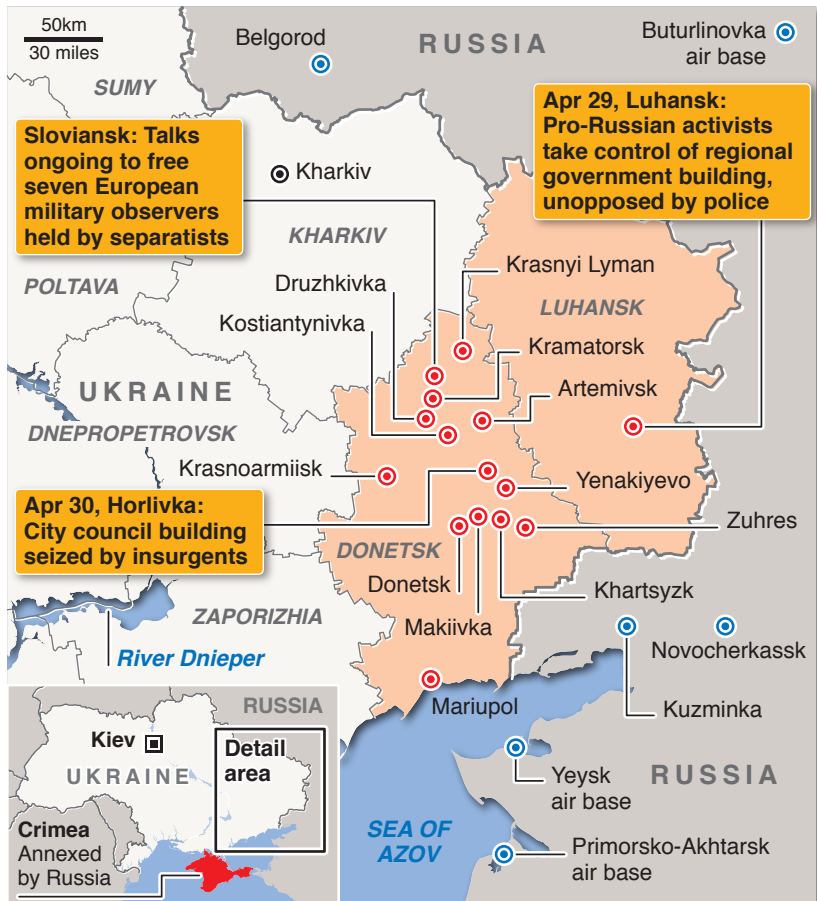 50km
30 miles
Belgorod
RUSSIA
Buturlinovka
air base
SUMY
Sloviansk: Talks
ongoing to free
seven European
military observers
held by separatists
Apr 29, Luhansk:
Pro-Russian activists
take control of regional
government building,
unopposed by police
Kharkiv
KHARKIV
POLTAVA
Druzhkivka
Krasnyi Lyman
LUHANSK
Kostiantynivka
Kramatorsk
UKRAINE
Artemivsk
DNEPROPETROVSK
Krasnoarmiisk
Yenakiyevo
Apr 30, Horlivka:
City council building
seized by insurgents
Zuhres
DONETSK
Donetsk
Khartsyzk
ZAPORIZHIA
Makiivka
River Dnieper
Novocherkassk
Mariupol
Kuzminka
RUSSIA
Kiev
UKRAINE
Detail
area
Crimea
Annexed
by Russia
Yeysk
air base
RUSSIA
SEA OF
AZOV
Primorsko-Akhtarsk
air base